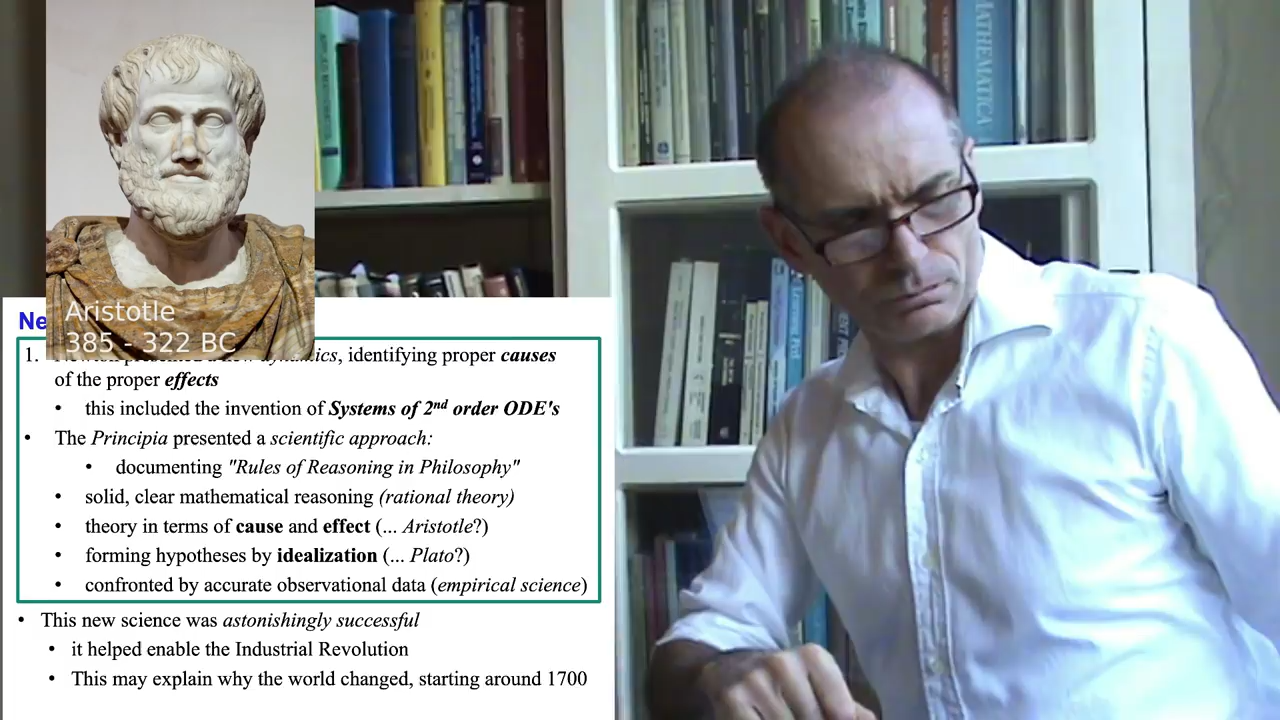 MATHEMATICA
Aristotle
385 - 322 BC
Ne
1.
, identifying proper causes
of the proper effects
• this included the invention of Systems of 2nd order ODE's
• The Principia presented a scientific approach:
• documenting "Rules of Reasoning in Philosophy"
• solid, clear mathematical reasoning (rational theory)
• theory in terms of cause and effect (... Aristotle?)
• forming hypotheses by idealization (... Plato?)
• confronted by accurate observational data (empirical science)
• This new science was astonishingly successful
• it helped enable the Industrial Revolution
• This may explain why the world changed, starting around 1700